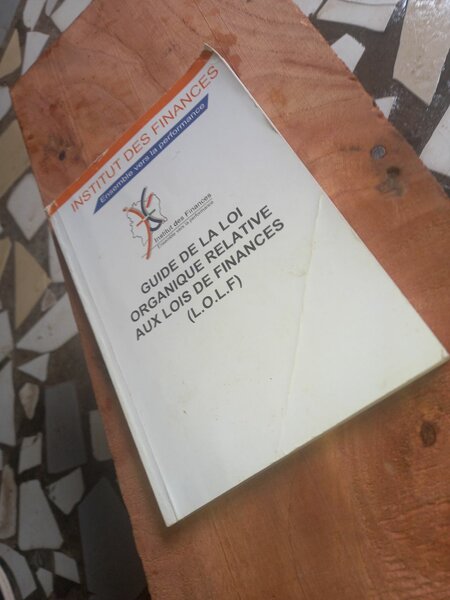 INSTITUT DES FINANCES
Ensemble vers la performance
Institut des Finances
Ensemble vers la performance
GUIDE DE LA LOI
ORGANIQUE RELATIVE
AUX LOIS DE FINANCES
(L.O.L.F)